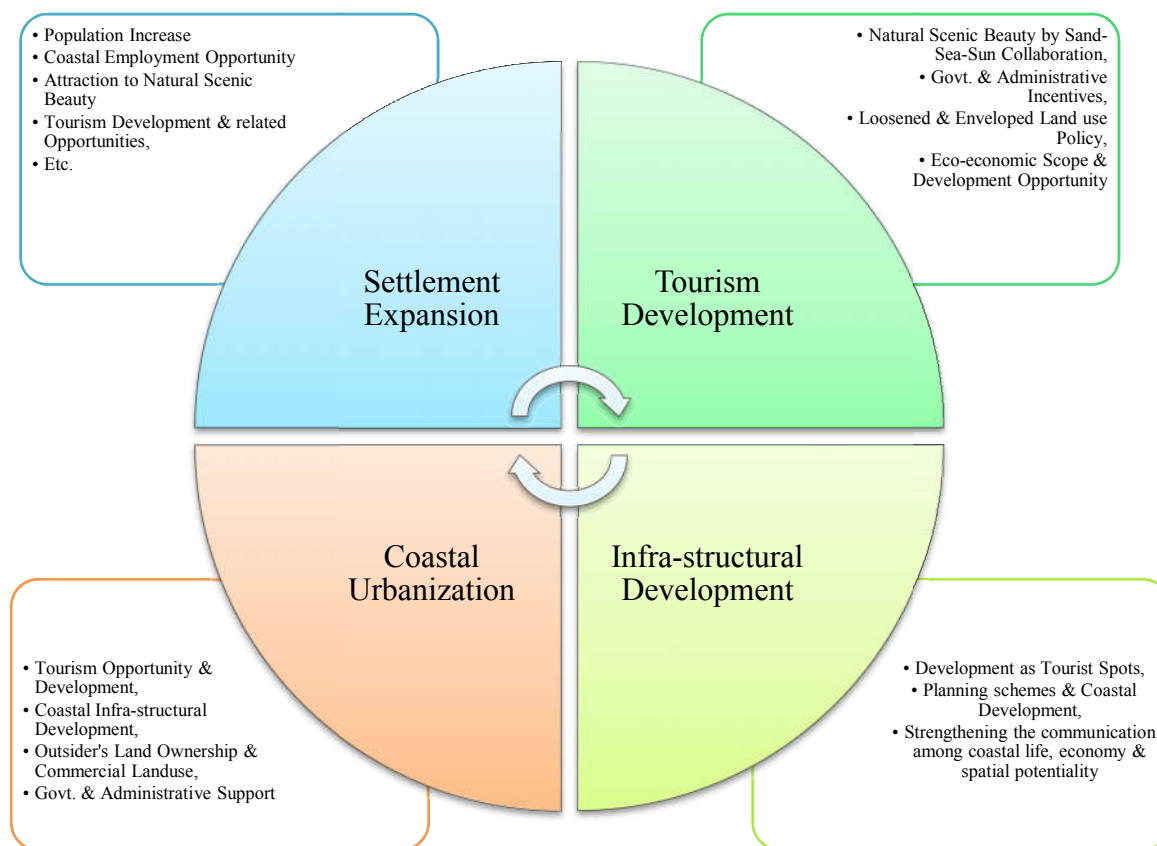 • Population Increase
• Coastal Employment Opportunity
• Attraction to Natural Scenic
Beauty
• Tourism Development & related
Opportunities,
• Etc.
• Natural Scenic Beauty by Sand-
Sea-Sun Collaboration,
• Govt. & Administrative
Incentives,
• Loosened & Enveloped Land use
Policy,
• Eco-economic Scope &
Development Opportunity
Settlement
Expansion
Tourism
Development
Coastal
Urbanization
Infra-structural
Development
• Tourism Opportunity &
Development,
• Coastal Infra-structural
Development,
• Outsider's Land Ownership &
Commercial Landuse,
• Govt. & Administrative Support
• Development as Tourist Spots,
• Planning schemes & Coastal
Development,
• Strengthening the communication
among coastal life, economy &
spatial potentiality